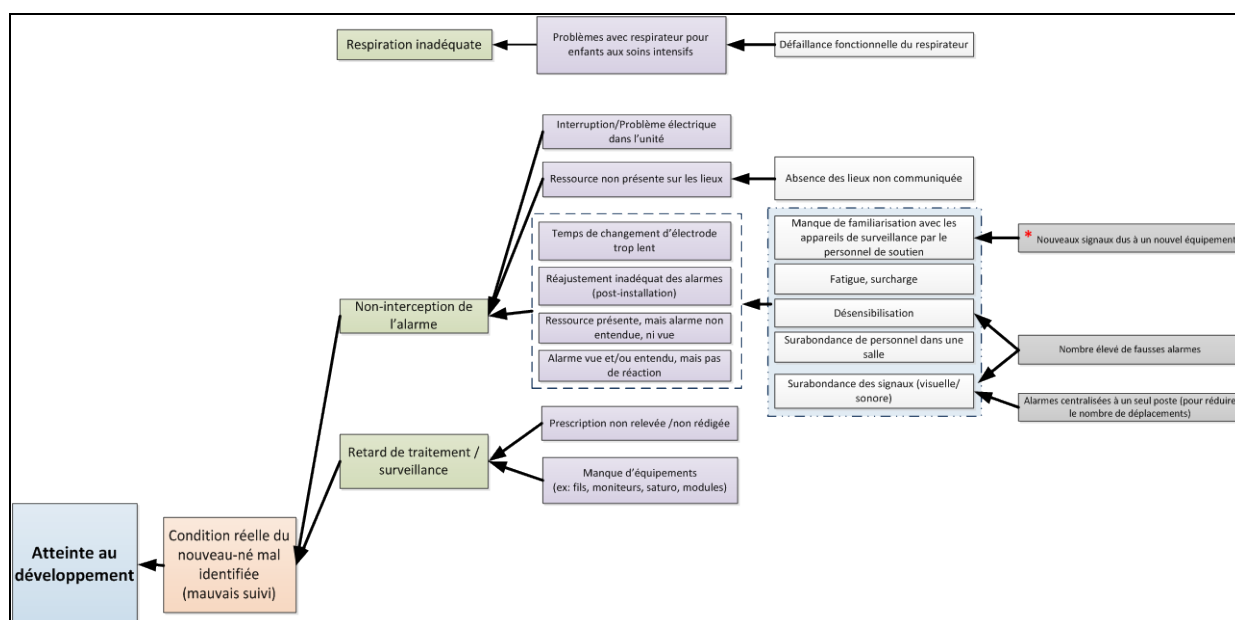 Respiration inadéquate
Problèmes avec respirateur pour
enfants aux soins intensifs
Défaillance fonctionnelle du respirateur
Interruption/Problème électrique
dans l'unité
Ressource non présente sur les lieux
Absence des lieux non communiquée
Temps de changement d'électrode
trop lent
Réajustement inadéquat des alarmes
(post-installation)
Ressource présente, mais alarme non
entendue, ni vue
Alarme vue et/ou entendu, mais pas
de réaction
Manque de familiarisation avec les
appareils de surveillance par le
personnel de soutien
Fatigue, surcharge
Désensibilisation
Surabondance de personnel dans une
salle
Surabondance des signaux (visuelle/
sonore)
* Nouveaux signaux dus à un nouvel équipement
Nombre élevé de fausses alarmes
Alarmes centralisées à un seul poste (pour réduire
le nombre de déplacements)
Non-interception de
l'alarme
Prescription non relevée /non rédigée
Retard de traitement /
surveillance
Manque d'équipements
(ex: fils, moniteurs, saturo, modules)
Condition réelle du
nouveau-né mal
identifiée
(mauvais suivi)
Atteinte au
développement